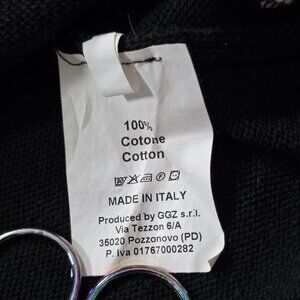 100%
Cotone
Cotton
MADE IN ITALY
Produced by GGZ s.r.l.
Via Tezzon 6/A
35020 Pozzonovo (PD)
P. Iva 01767000282